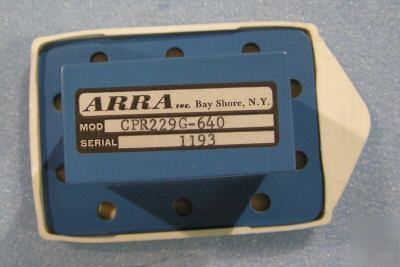 ARRA INC. Bay Shore, N.Y.
MOD CPR229G-640
SERIAL 1193